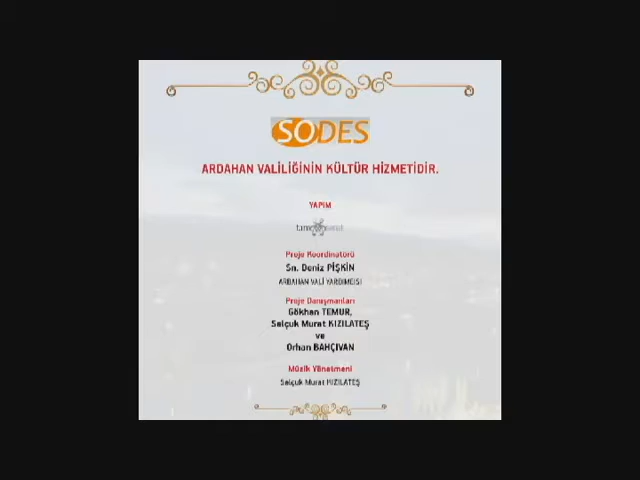 SODES
ARDAHAN VALİLİĞİNİN KÜLTÜR HİZMETİDİR.
YAPIM
Proje Koordinatörü
Sn. Deniz PİŞKİN
ARDAHAN VALİ YARDIMCISI
Proje Danışmanları
Gökhan TEMUR,
Selçuk Murat KIZILATEŞ
ve
Orhan BAHÇIVAN
Müzik Yönetmeni
Selçuk Murat KIZILATEŞ